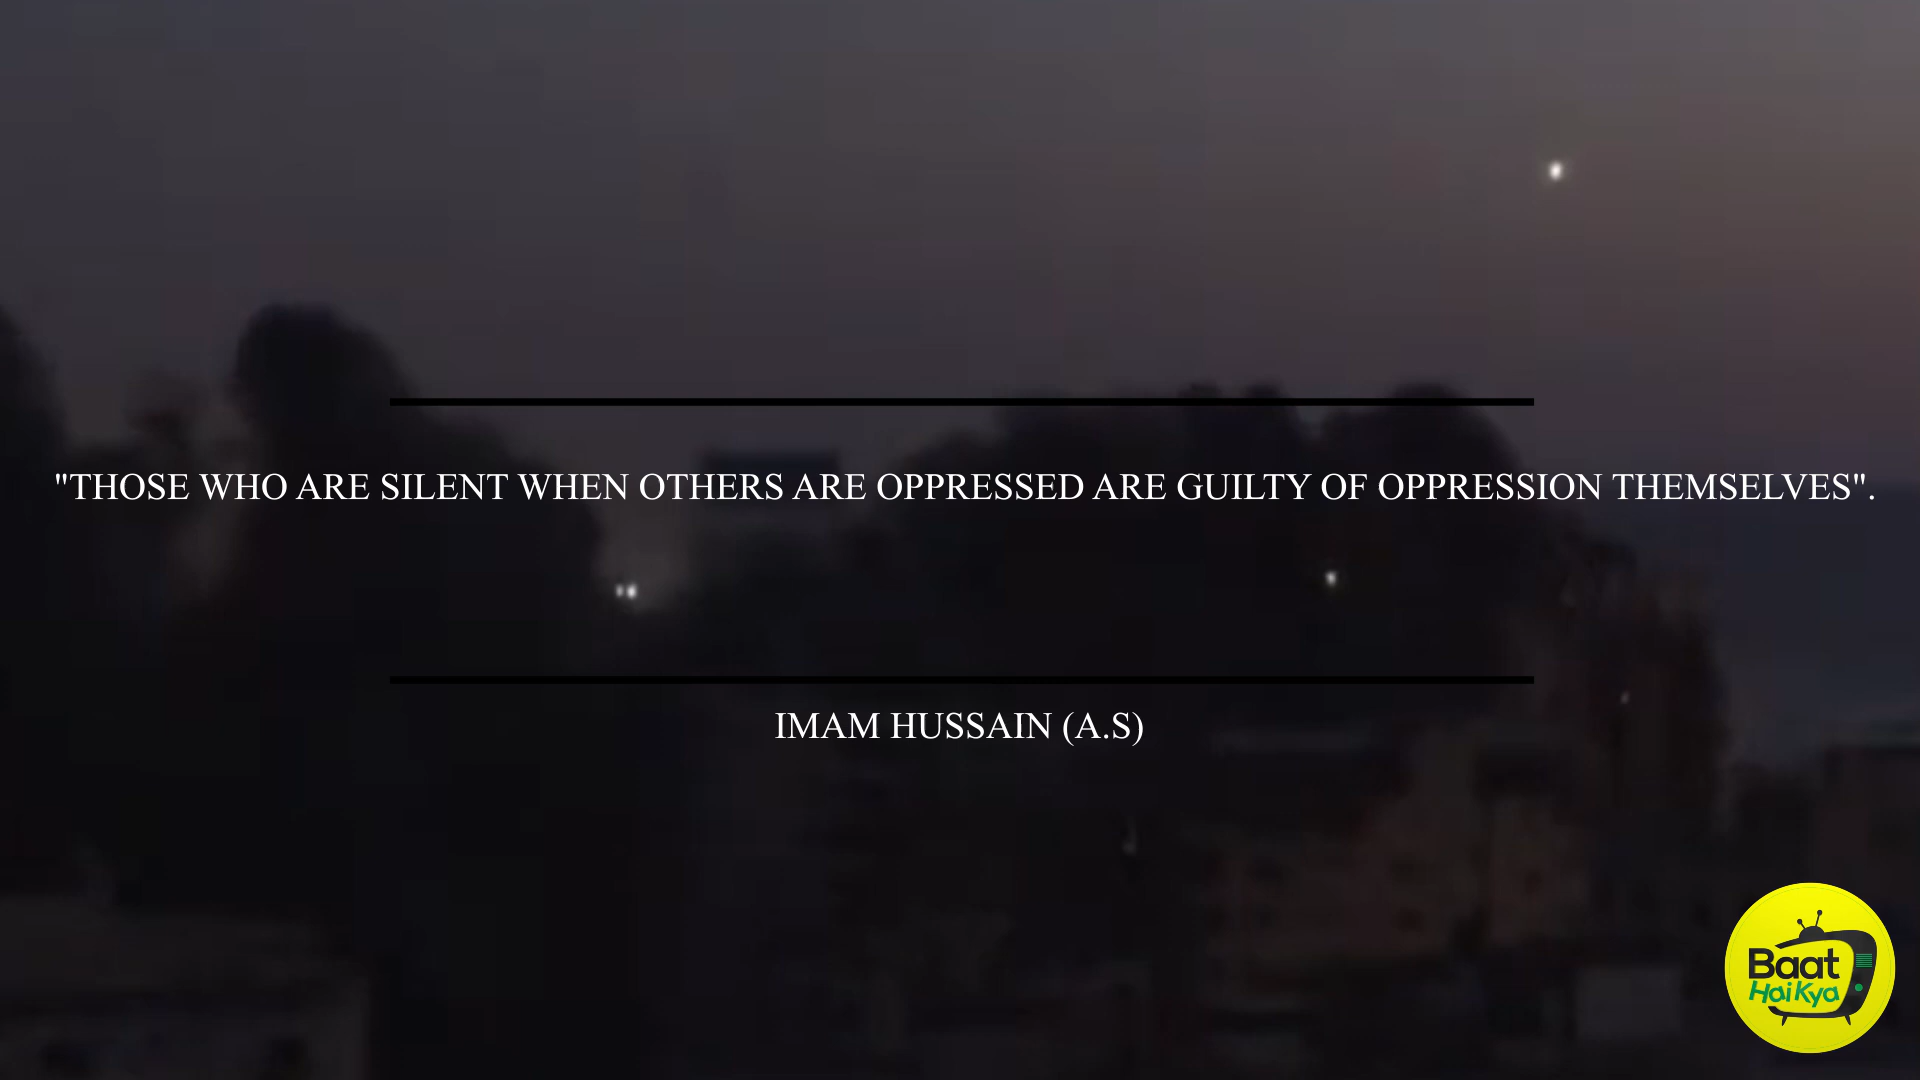 "THOSE WHO ARE SILENT WHEN OTHERS ARE OPPRESSED ARE GUILTY OF OPPRESSION THEMSELVES".
IMAM HUSSAIN (A.S)
Baat
Hai Kya